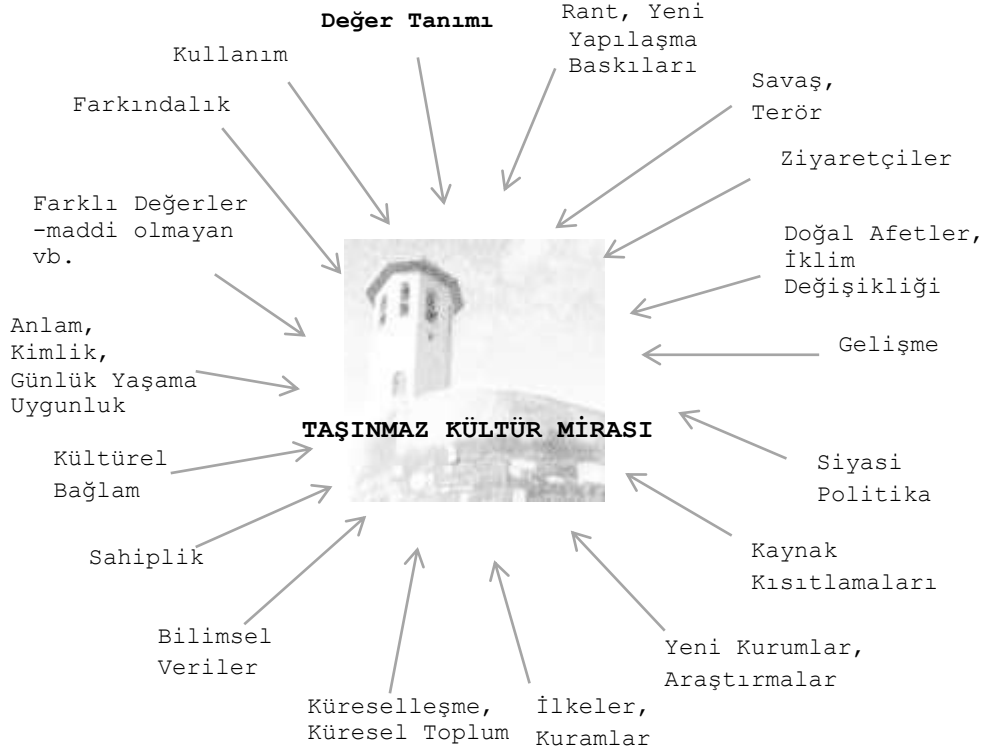 Değer Tanımı
Rant, Yeni
Yapılaşma
Baskıları
Savaş,
Terör
Ziyaretçiler
Doğal Afetler,
İklim
Değişikliği
Gelişme
Siyasi
Politika
Kaynak
Kısıtlamaları
Yeni Kurumlar,
Araştırmalar
İlkeler,
Kuramlar
Küreselleşme,
Küresel Toplum
Bilimsel
Veriler
Sahiplik
Kültürel
Bağlam
Anlam,
Kimlik,
Günlük Yaşama
Uygunluk
Farklı Değerler
-maddi olmayan
vb.
Farkındalık
Kullanım
TAŞINMAZ KÜLTÜR MİRASI